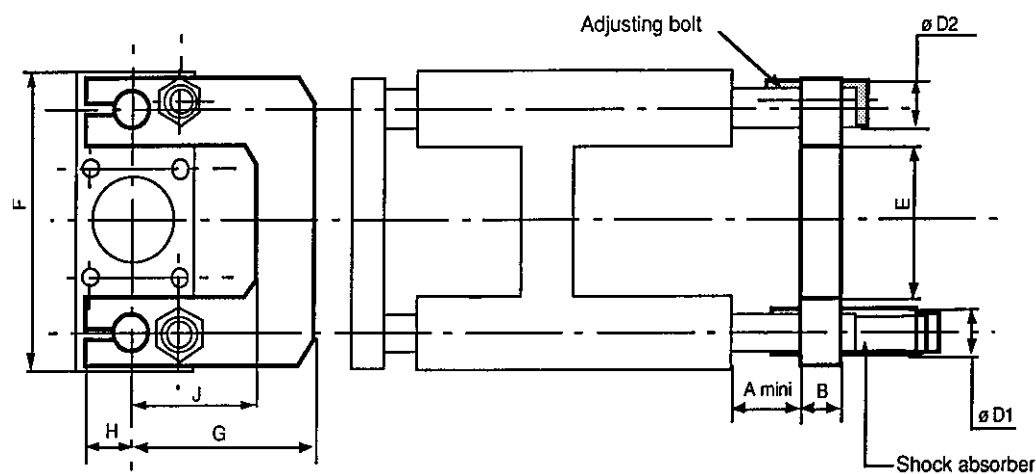 Adjusting bolt
ø D2
F
E
J
H
G
A mini
B
ø D1
Shock absorber